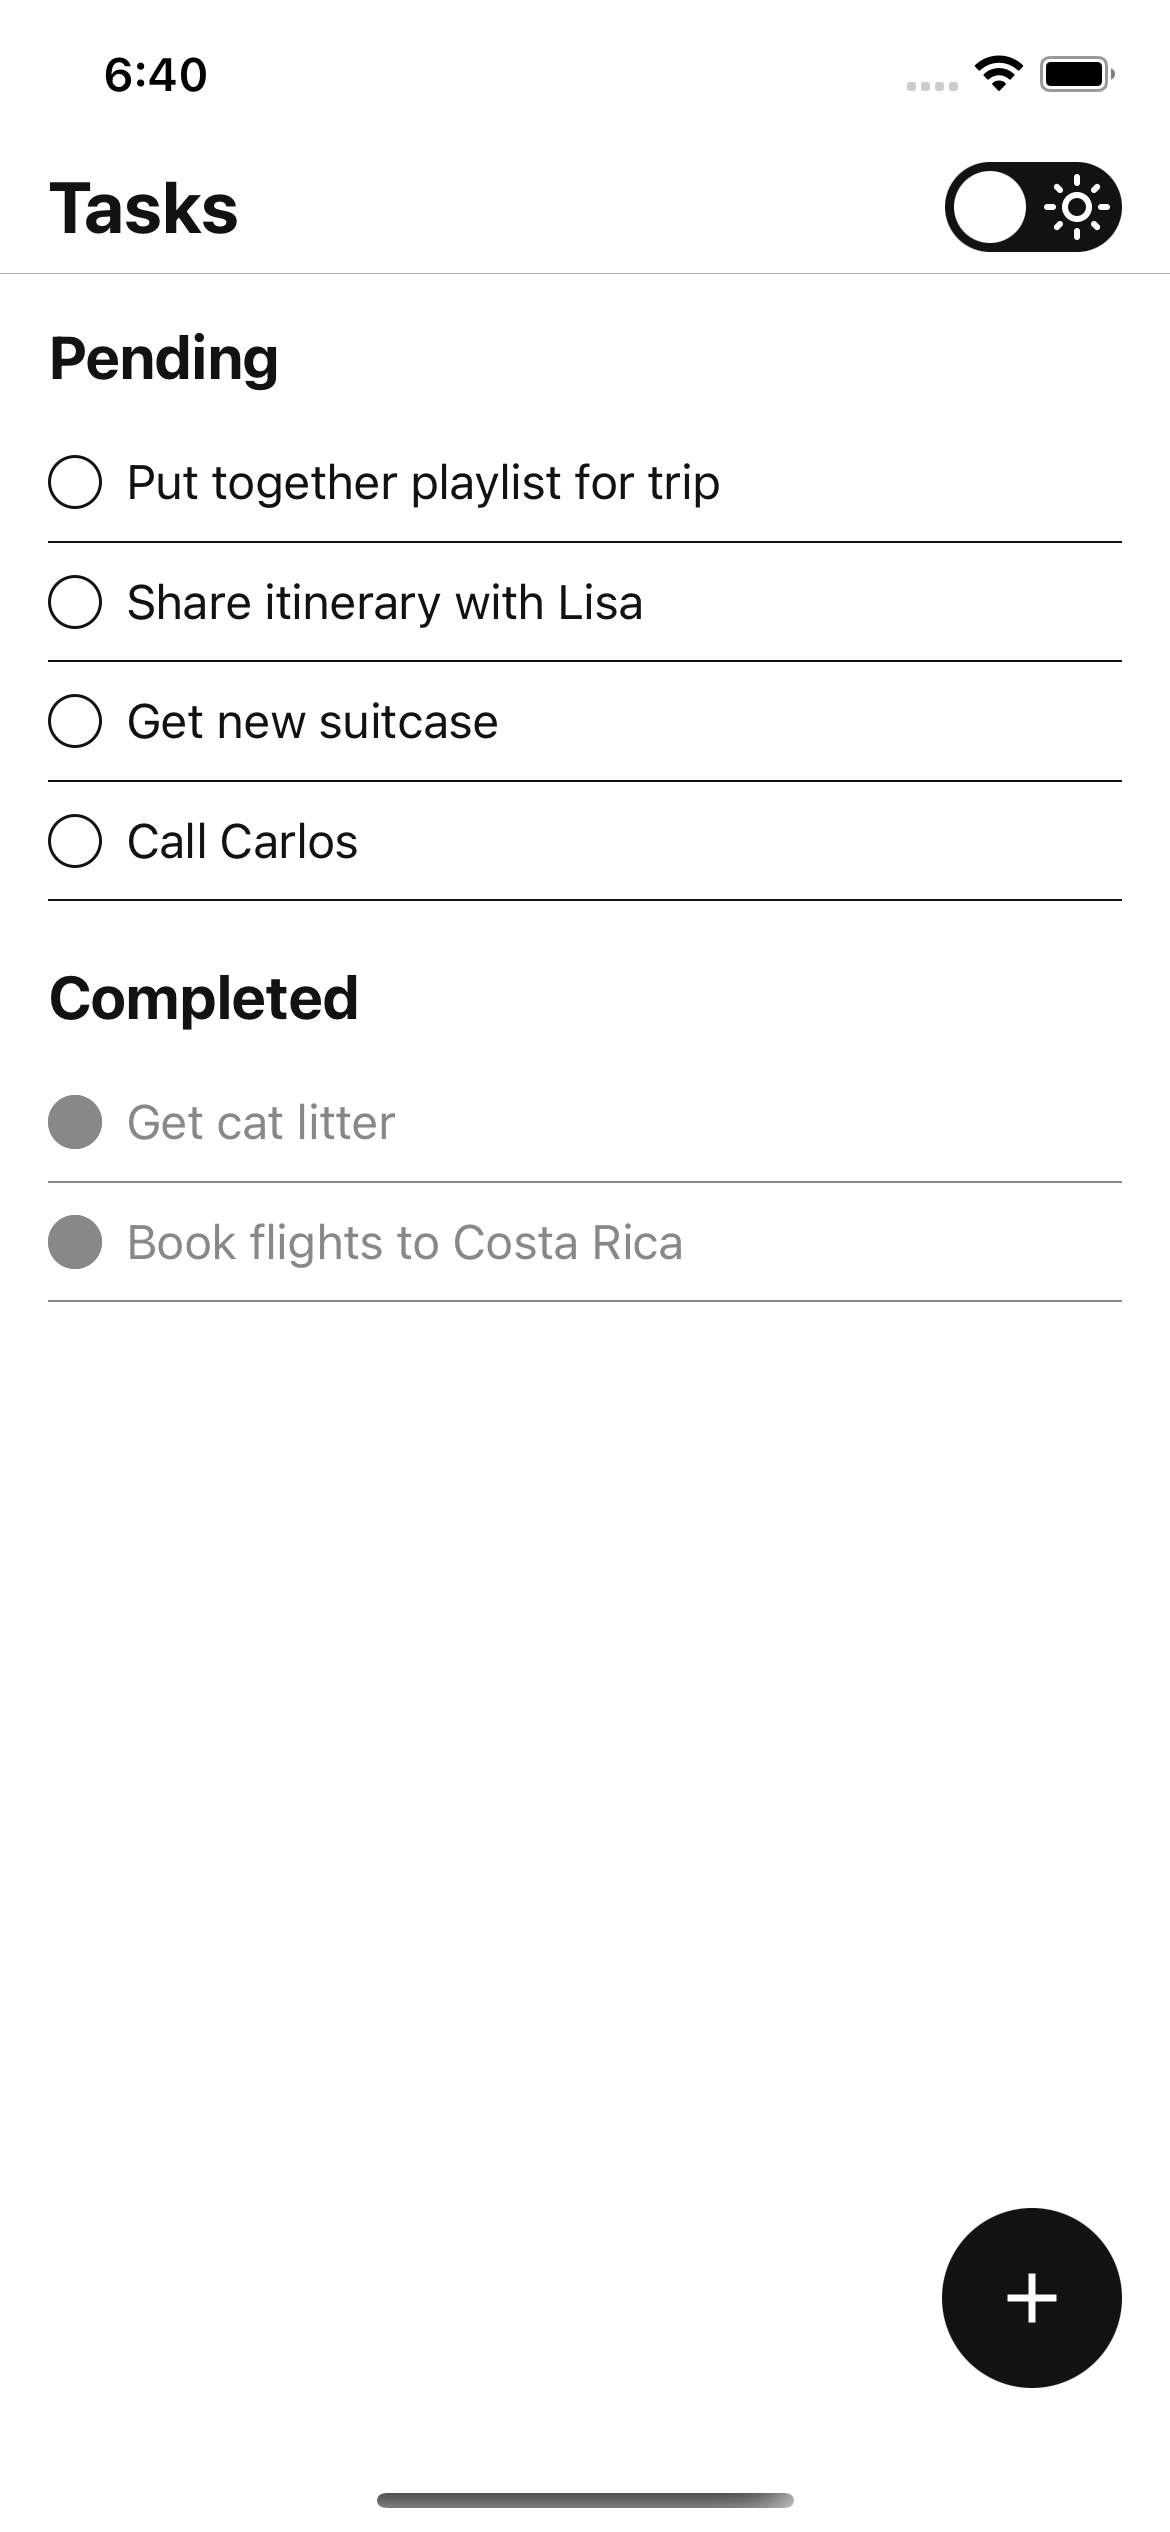 6:40
Tasks
Pending
Put together playlist for trip
Share itinerary with Lisa
Get new suitcase
Call Carlos
Completed
Get cat litter
Book flights to Costa Rica